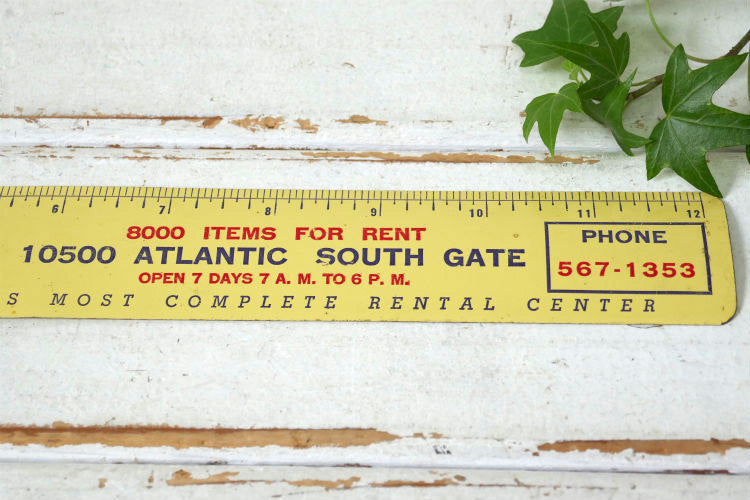 6 7 8 9 10 11 12
8000 ITEMS FOR RENT
10500 ATLANTIC SOUTH GATE
OPEN 7 DAYS 7 A. M. TO 6 P. M.
S MOST COMPLETE RENTAL CENTER
PHONE
567-1353